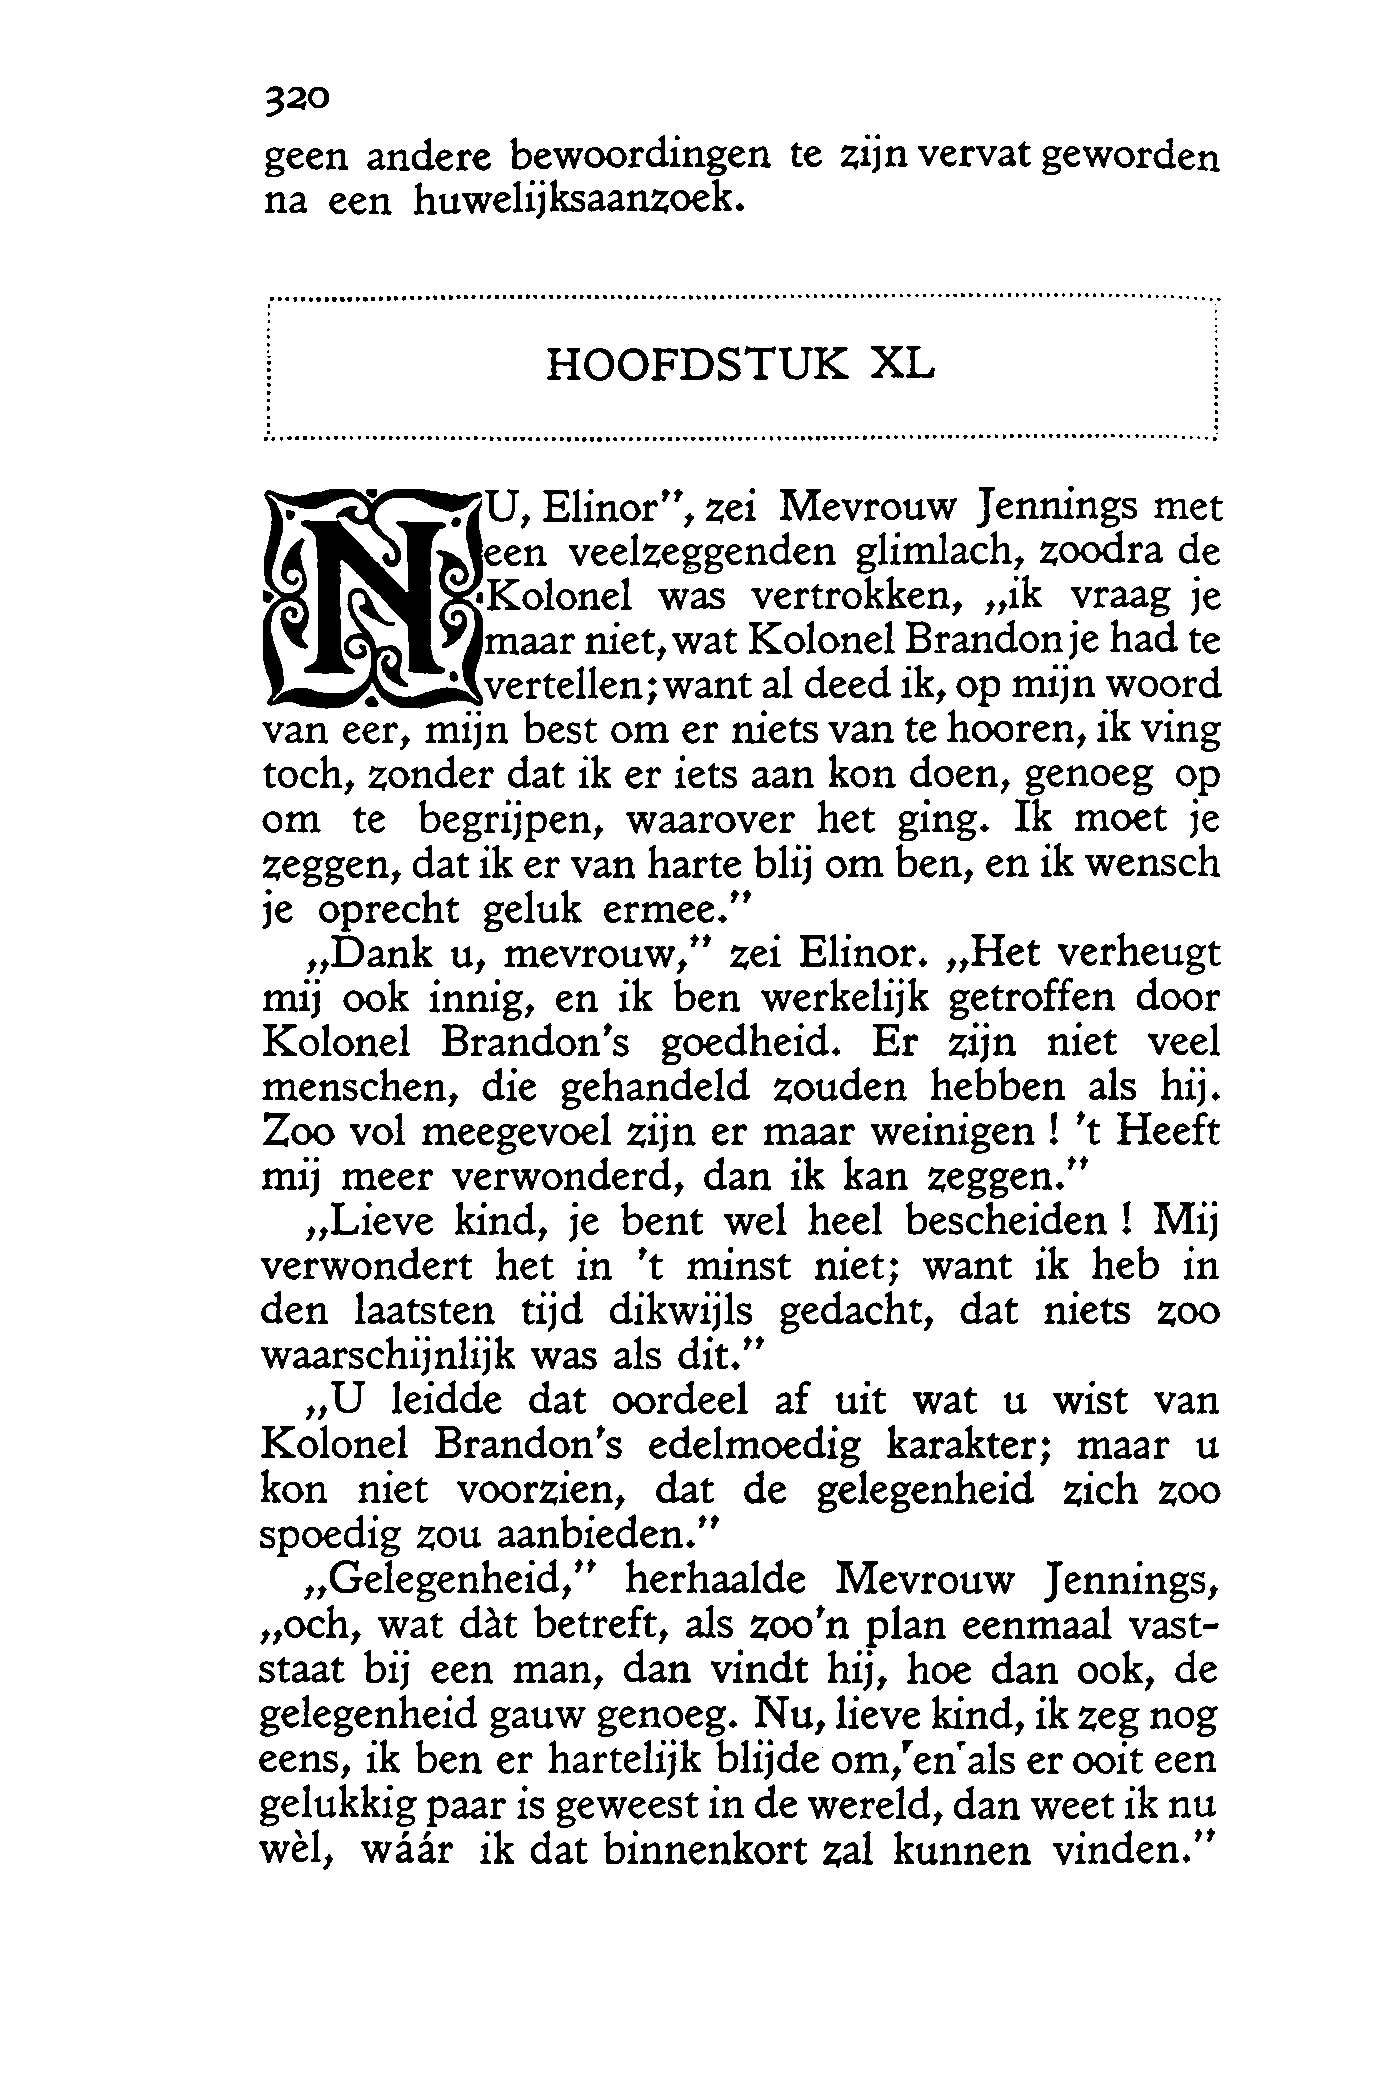 320
geen andere bewoordingen te zijn vervat geworden
na een huwelijksaanzoek.
HOOFDSTUK XL
NU, Elinor”, zei Mevrouw Jennings met
een veelzeggenden glimlach, zoodra de
Kolonel was vertrokken, „ik vraag je
maar niet, wat Kolonel Brandon je had te
vertellen; want al deed ik, op mijn woord
van eer, mijn best om er niets van te hooren, ik ving
toch, zonder dat ik er iets aan kon doen, genoeg op
om te begrijpen, waarover het ging. Ik moet je
zeggen, dat ik er van harte blij om ben, en ik wensch
je oprecht geluk ermee.”
„Dank u, mevrouw,” zei Elinor. „Het verheugt
mij ook innig, en ik ben werkelijk getroffen door
Kolonel Brandon's goedheid. Er zijn niet veel
menschen, die gehandeld zouden hebben als hij.
Zoo vol meegevoel zijn er maar weinigen! 't Heeft
mij meer verwonderd, dan ik kan zeggen.”
„Lieve kind, je bent wel heel bescheiden! Mij
verwondert het in 't minst niet; want ik heb in
den laatsten tijd dikwijls gedacht, dat niets zoo
waarschijnlijk was als dit.”
„U leidde dat oordeel af uit wat u wist van
Kolonel Brandon's edelmoedig karakter; maar u
kon niet voorzien, dat de gelegenheid zich zoo
spoedig zou aanbieden.”
„Gelegenheid,” herhaalde Mevrouw Jennings,
„och, wat dàt betreft, als zoo'n plan eenmaal vast-
staat bij een man, dan vindt hij, hoe dan ook, de
gelegenheid gauw genoeg. Nu, lieve kind, ik zeg nog
eens, ik ben er hartelijk blijde om, en als er ooit een
gelukkig paar is geweest in de wereld, dan weet ik nu
wèl, wáár ik dat binnenkort zal kunnen vinden.”